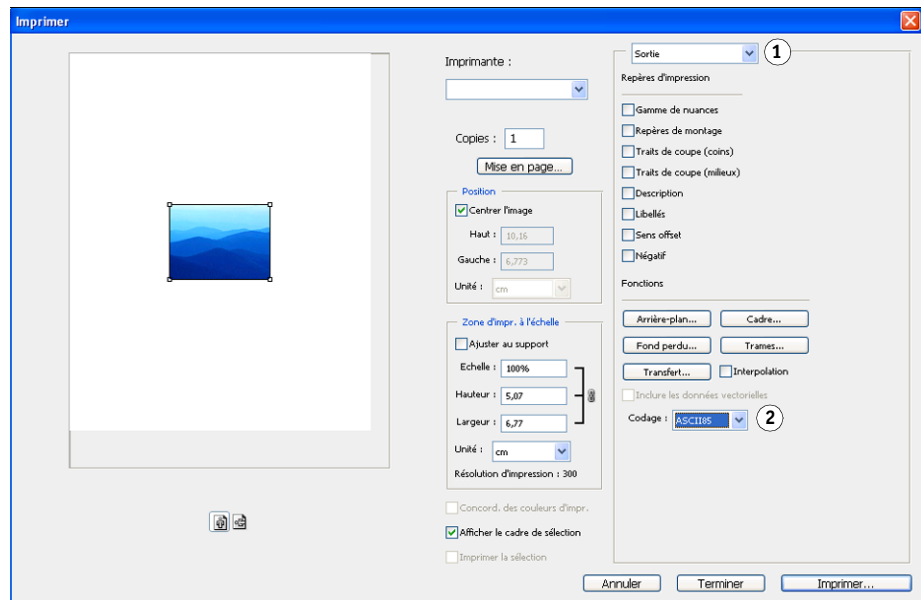 Imprimer
Imprimante :
Copies : 1
Mise en page...
Position
Centrer l'image
Haut : 10,16
Gauche : 6,773
Unité : cm
Zone d'impr. à l'échelle
Ajuster au support
Echelle : 100%
Hauteur : 5,07
Largeur : 6,77
Unité : cm
Résolution d'impression : 300
Concord. des couleurs d'impr.
Afficher le cadre de sélection
Imprimer la sélection
Sortie
1
Repères d'impression
Gamme de nuances
Repères de montage
Traits de coupe (coins)
Traits de coupe (milieux)
Description
Libellés
Sens offset
Négatif
Fonctions
Arrière-plan... Cadre...
Fond perdu... Trames...
Transfert... Interpolation
Inclure les données vectorielles
Codage : ASCII85
2
Annuler Terminer Imprimer...